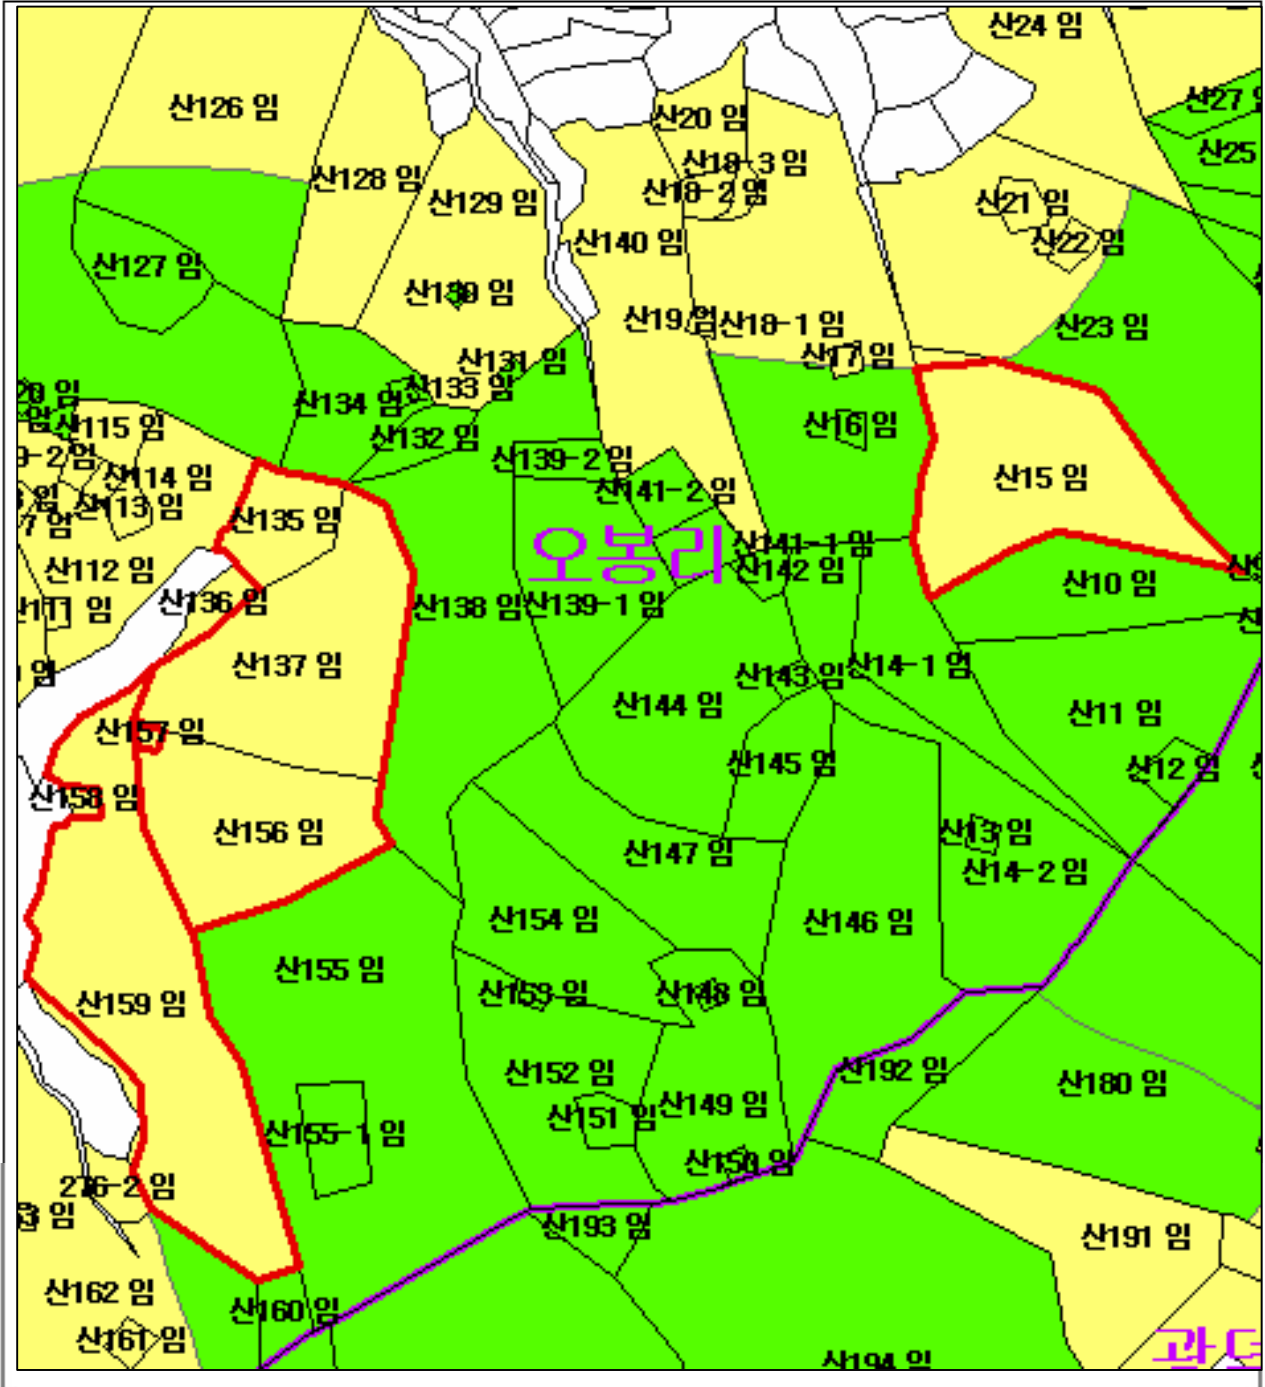 산24 임
산126 임
산27
산20 임
산25
산18-3 임
산128 임
산18-2 임
산129 임
산21 임
산140 임
산22 임
산127 임
산130 임
산19 임
산18-1 임
산23 임
산17 임
산131 임
산133 임
산134 임
산115 임
산16 임
산132 임
산139-2 임
산114 임
산15 임
산141-2 임
산113 임
산135 임
오봉리
산141-1 임
산112 임
산142 임
산10 임
산136 임
산138 임
산139-1 임
산111 임
산137 임
산14-1 임
산143 임
산144 임
산11 임
산157 임
산145 임
산12 임
산158 임
산156 임
산13 임
산147 임
산14-2 임
산154 임
산146 임
산155 임
산153 임
산148 임
산159 임
산152 임
산192 임
산180 임
산149 임
산151 임
산155-1 임
산150 임
276-2 임
산193 임
산191 임
산162 임
산160 임
산161 임
산194 임